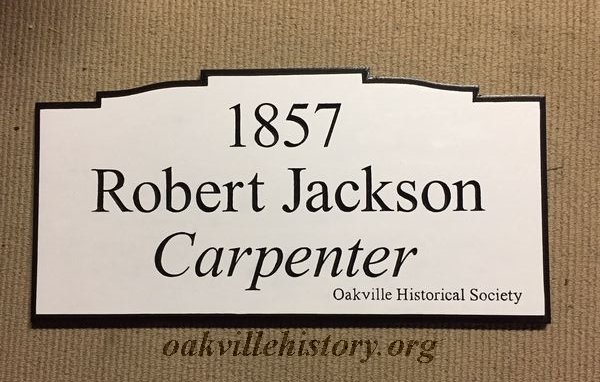 1857
Robert Jackson
Carpenter
Oakville Historical Society
oakvillehistory.org